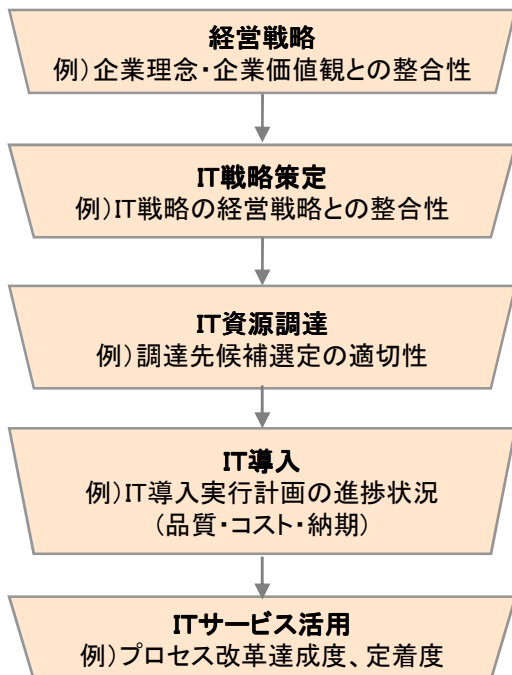 経営戦略
例)企業理念・企業価値観との整合性
IT戦略策定
例)IT戦略の経営戦略との整合性
IT資源調達
例)調達先候補選定の適切性
IT導入
例)IT導入実行計画の進捗状況
(品質・コスト・納期)
ITサービス活用
例)プロセス改革達成度、定着度